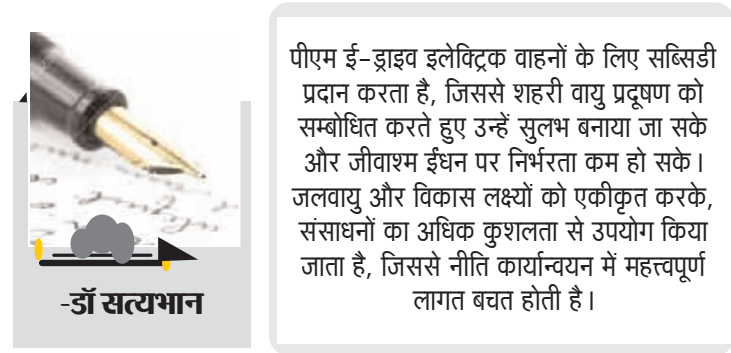 पीएम ई-ड्राइव इलेक्ट्रिक वाहनों के लिए सब्सिडी
प्रदान करता है, जिससे शहरी वायु प्रदूषण को
सम्बोधित करते हुए उन्हें सुलभ बनाया जा सके
और जीवाश्म ईंधन पर निर्भरता कम हो सके।
जलवायु और विकास लक्ष्यों को एकीकृत करके,
संसाधनों का अधिक कुशलता से उपयोग किया
जाता है, जिससे नीति कार्यान्वयन में महत्त्वपूर्ण
लागत बचत होती है।
-डॉ सत्यभान